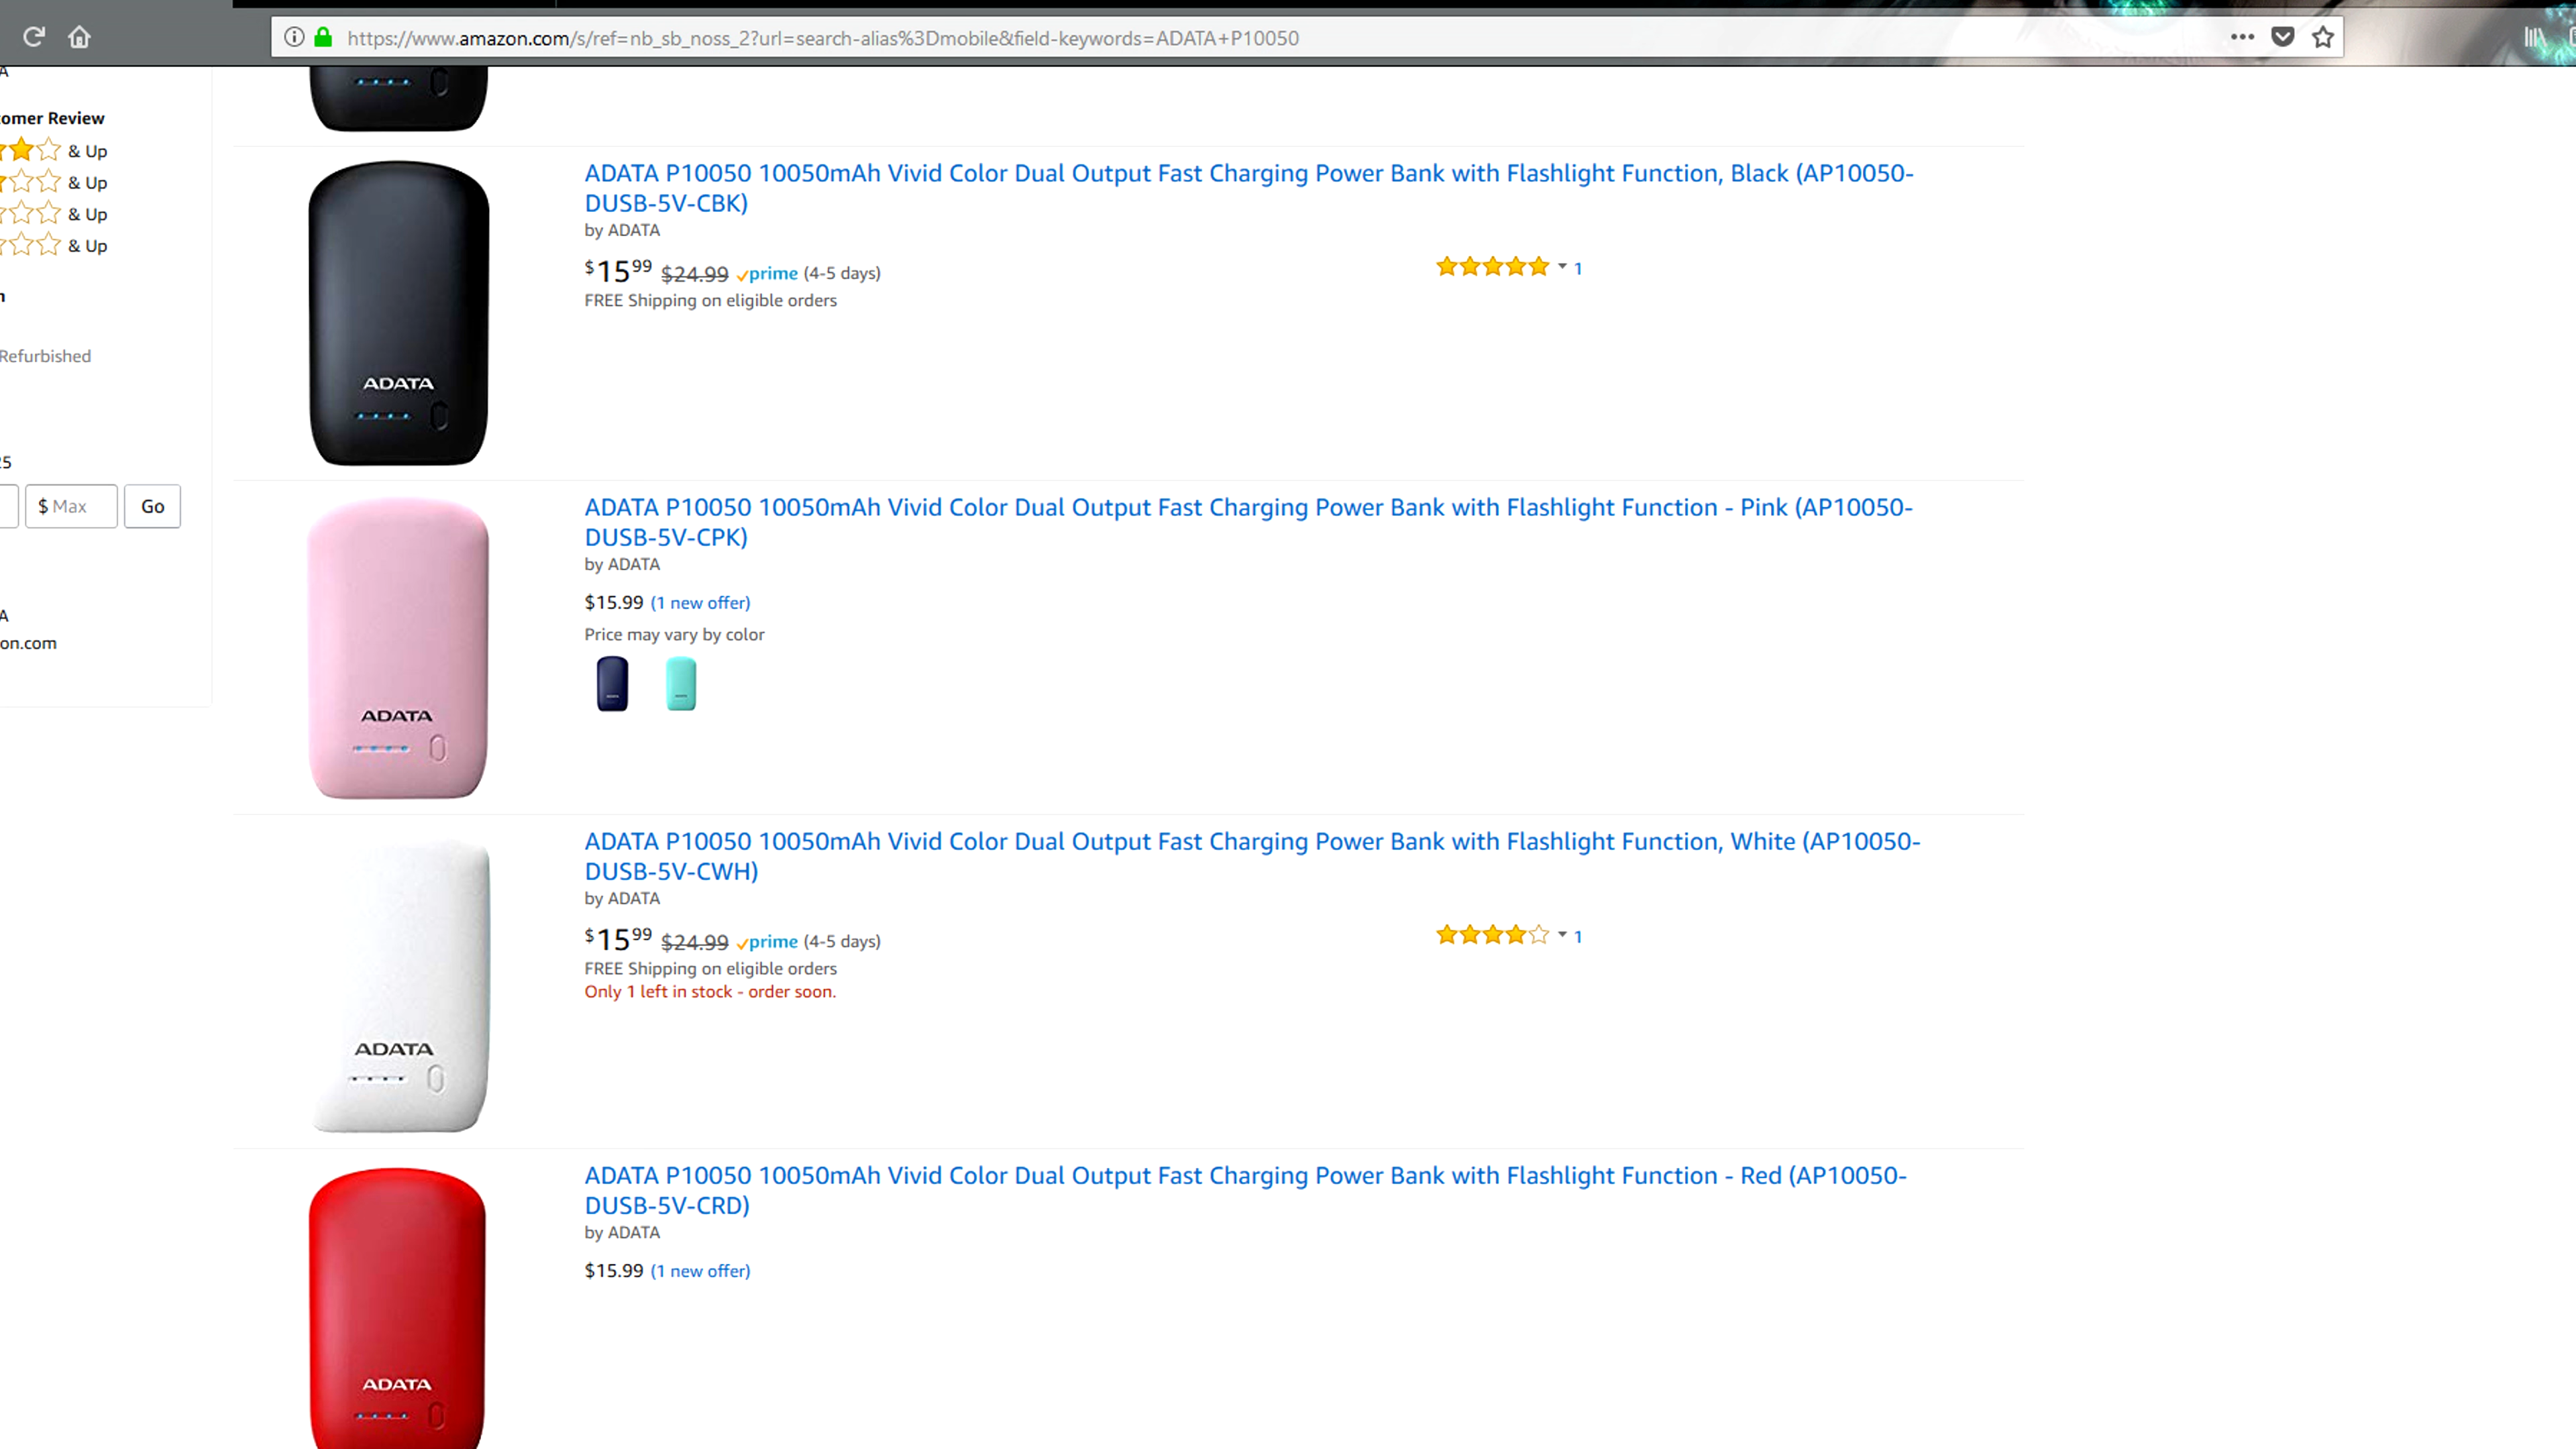 https://www.amazon.com/s/ref=nb_sb_noss_2?url=search-alias%3Dmobile&field-keywords=ADATA+P10050
A
omer Review
& Up
& Up
& Up
& Up
n
Refurbished
25
$ Max Go
A
on.com
ADATA P10050 10050mAh Vivid Color Dual Output Fast Charging Power Bank with Flashlight Function, Black (AP10050-
DUSB-5V-CBK)
by ADATA
$15 99 $24.99 prime (4-5 days)
1
FREE Shipping on eligible orders
ADATA
ADATA P10050 10050mAh Vivid Color Dual Output Fast Charging Power Bank with Flashlight Function - Pink (AP10050-
DUSB-5V-CPK)
by ADATA
$15.99 (1 new offer)
Price may vary by color
ADATA
ADATA P10050 10050mAh Vivid Color Dual Output Fast Charging Power Bank with Flashlight Function, White (AP10050-
DUSB-5V-CWH)
by ADATA
$15 99 $24.99 prime (4-5 days)
1
FREE Shipping on eligible orders
Only 1 left in stock - order soon.
ADATA
ADATA P10050 10050mAh Vivid Color Dual Output Fast Charging Power Bank with Flashlight Function - Red (AP10050-
DUSB-5V-CRD)
by ADATA
$15.99 (1 new offer)
ADATA